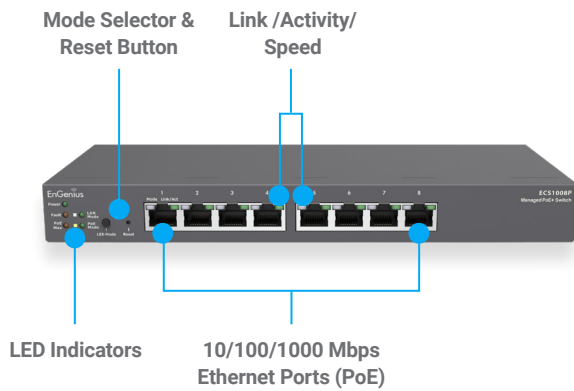 Mode Selector &
Reset Button
Link /Activity/
Speed
EnGenius
Power
Fault
PoE
Max
LAN
Mode
PoE
Mode
LED Mode
Reset
1 2 3 4 5 6 7 8
Mode Link/Act
ECS1008P
Managed PoE+ Switch
LED Indicators
10/100/1000 Mbps
Ethernet Ports (PoE)